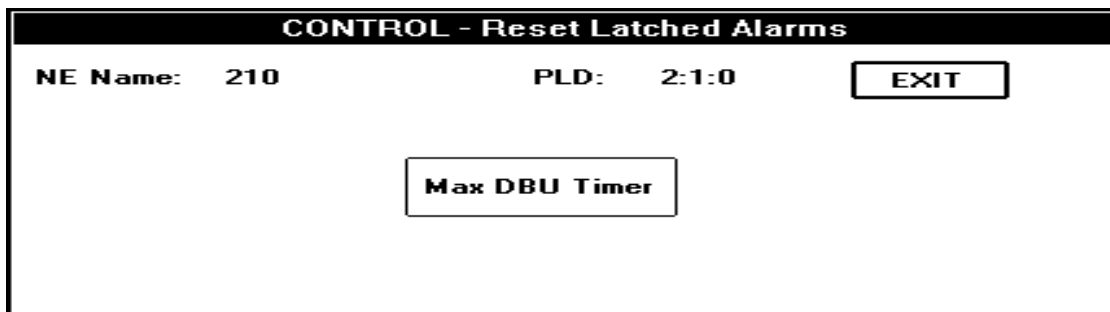 CONTROL - Reset Latched Alarms
NE Name: 210 PLD: 2:1:0 EXIT
Max DBU Timer